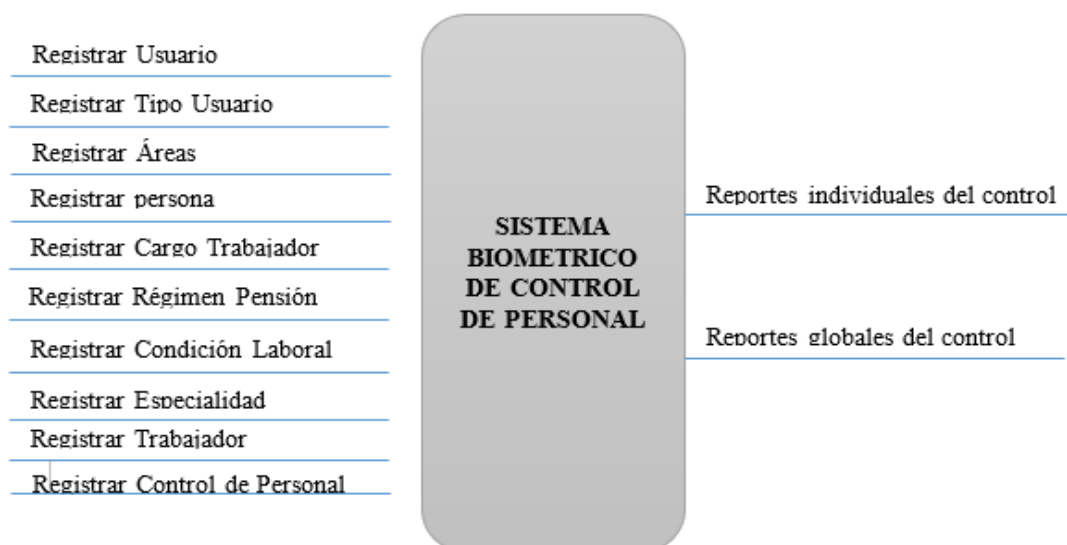 Registrar Usuario
Registrar Tipo Usuario
Registrar Áreas
Registrar persona
Registrar Cargo Trabajador
Registrar Régimen Pensión
Registrar Condición Laboral
Registrar Especialidad
Registrar Trabajador
Registrar Control de Personal
SISTEMA
BIOMETRICO
DE CONTROL
DE PERSONAL
Reportes individuales del control
Reportes globales del control